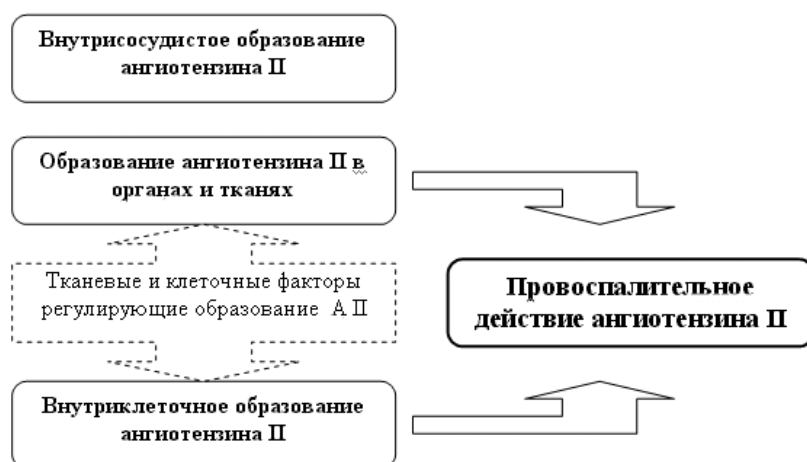 Внутрисосудистое образование
ангиотензина II
Образование ангиотензина II в
органах и тканях
Тканевые и клеточные факторы
регулирующие образование А II
Провоспалительное
действие ангиотензина II
Внутриклеточное образование
ангиотензина II